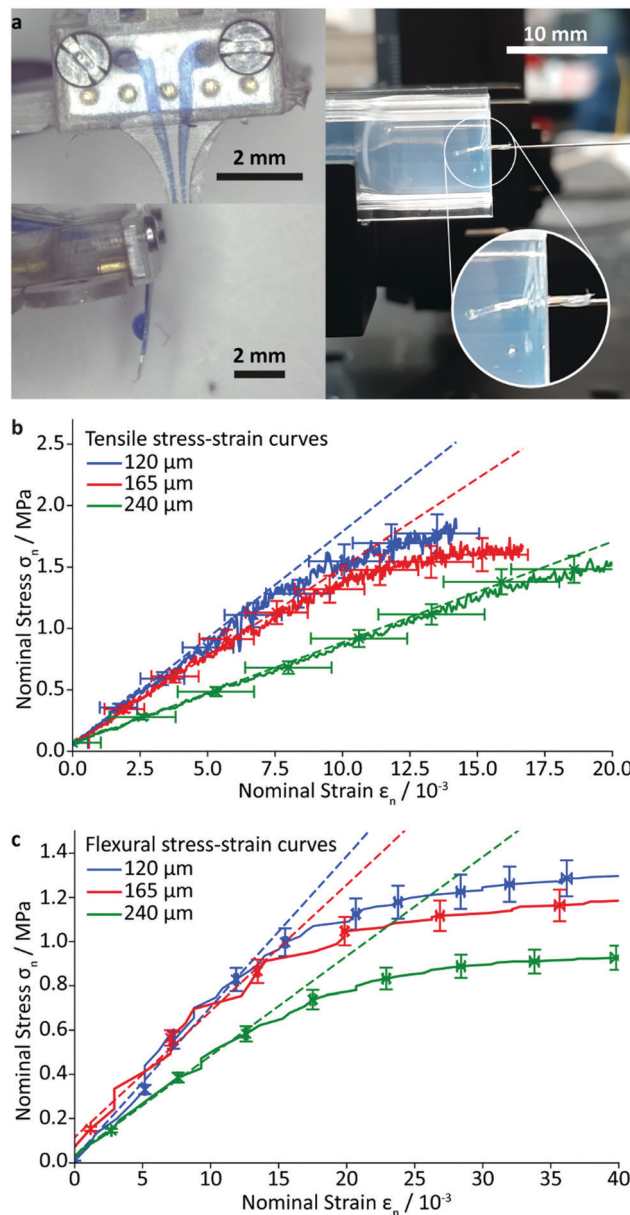 a
2 mm
2 mm
10 mm
b
Tensile stress-strain curves
120 μm
165 μm
240 μm
Nominal Stress σn / MPa
2.5
2.0
1.5
1.0
0.5
0.0
0.0 2.5 5.0 7.5 10.0 12.5 15.0 17.5 20.0
Nominal Strain εn / 10-3
c
Flexural stress-strain curves
120 μm
165 μm
240 μm
Nominal Stress σn / MPa
1.4
1.2
1.0
0.8
0.6
0.4
0.2
0.0
0 5 10 15 20 25 30 35 40
Nominal Strain εn / 10-3